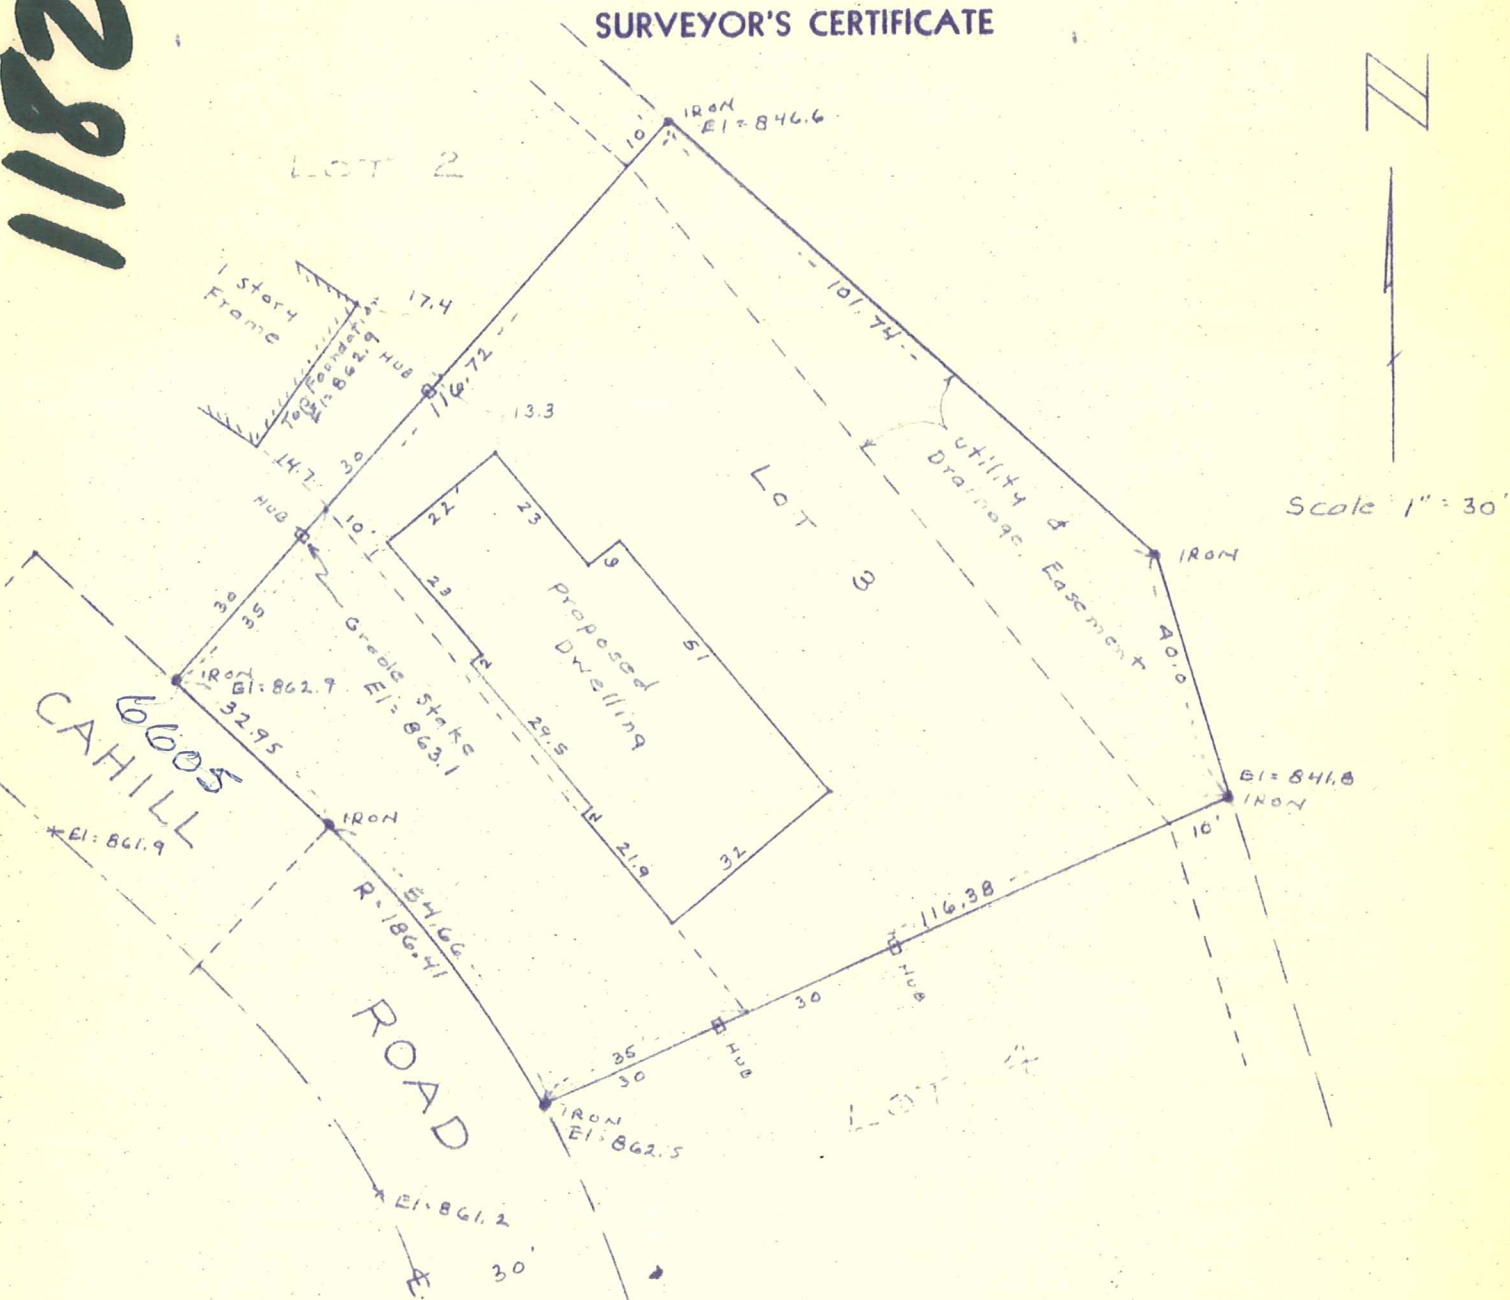 1182
SURVEYOR'S CERTIFICATE
IRON
El = 846.6
10'
LOT 2
1 story
Frame
17.4
Top Foundation
El = 862.9
HUB
116.72
13.3
101.74
30
14.7
HUB
10'
22'
23
9
LOT 3
Utility &
Drainage Easement
Scale 1" = 30'
IRON
40.0
30
35
23
2
Proposed
Dwelling
51
Grade Stake
El = 863.1
IRON
El = 862.9
32.95
29.5
6605
CAHILL
El = 861.9
IRON
2
21.9
32
El = 841.8
IRON
10'
54.66
R = 186.41
116.38
HUB
30
ROAD
35
30
HUB
LOT 4
IRON
El = 862.5
El = 861.2
30'